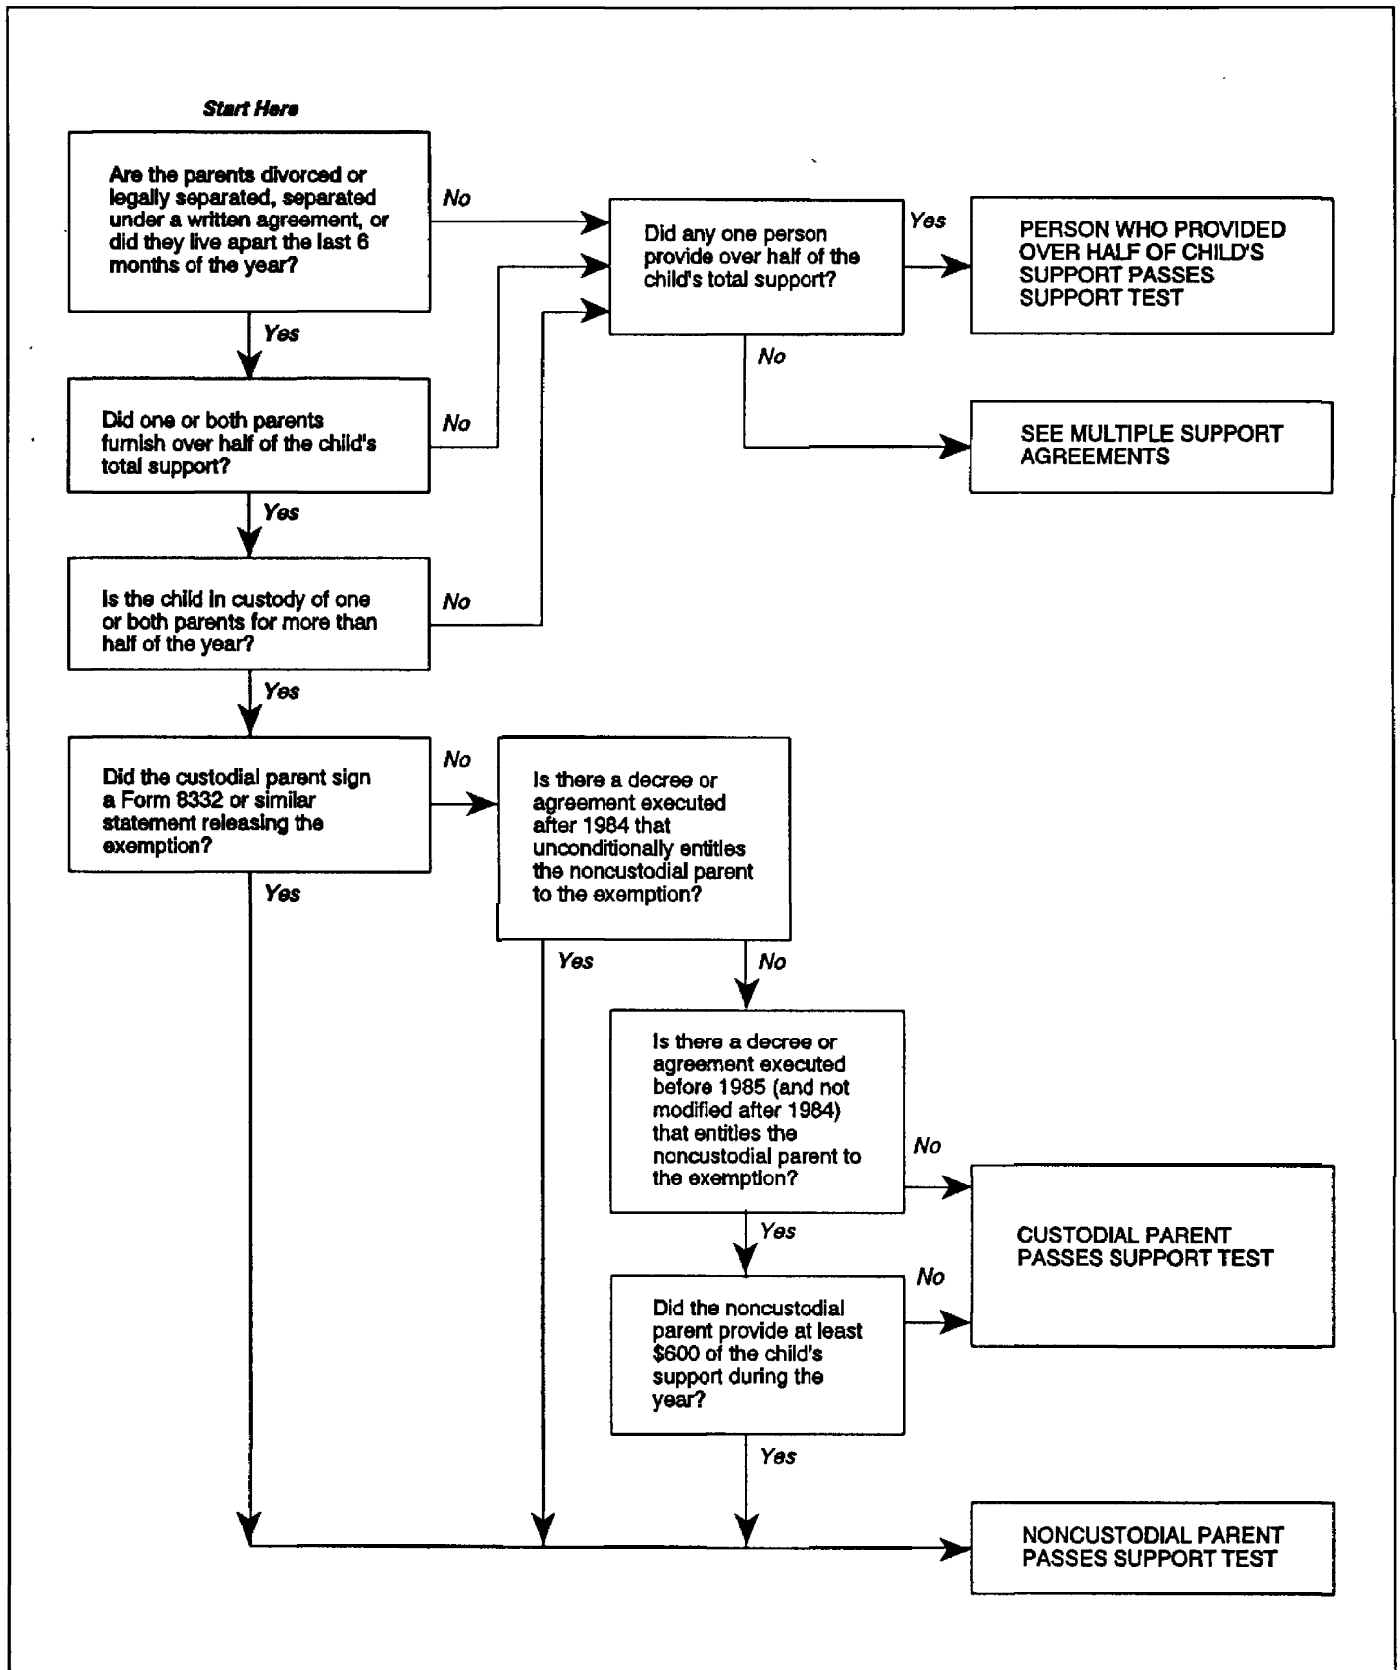 Start Here
Are the parents divorced or
legally separated, separated
under a written agreement, or
did they live apart the last 6
months of the year?
No
Did any one person
provide over half of the
child's total support?
Yes
PERSON WHO PROVIDED
OVER HALF OF CHILD'S
SUPPORT PASSES
SUPPORT TEST
Yes
No
Did one or both parents
furnish over half of the child's
total support?
No
SEE MULTIPLE SUPPORT
AGREEMENTS
Yes
Is the child in custody of one
or both parents for more than
half of the year?
No
Yes
Did the custodial parent sign
a Form 8332 or similar
statement releasing the
exemption?
No
Is there a decree or
agreement executed
after 1984 that
unconditionally entitles
the noncustodial parent
to the exemption?
Yes
Yes
No
Is there a decree or
agreement executed
before 1985 (and not
modified after 1984)
that entitles the
noncustodial parent to
the exemption?
No
CUSTODIAL PARENT
PASSES SUPPORT TEST
Yes
No
Did the noncustodial
parent provide at least
$600 of the child's
support during the
year?
Yes
NONCUSTODIAL PARENT
PASSES SUPPORT TEST